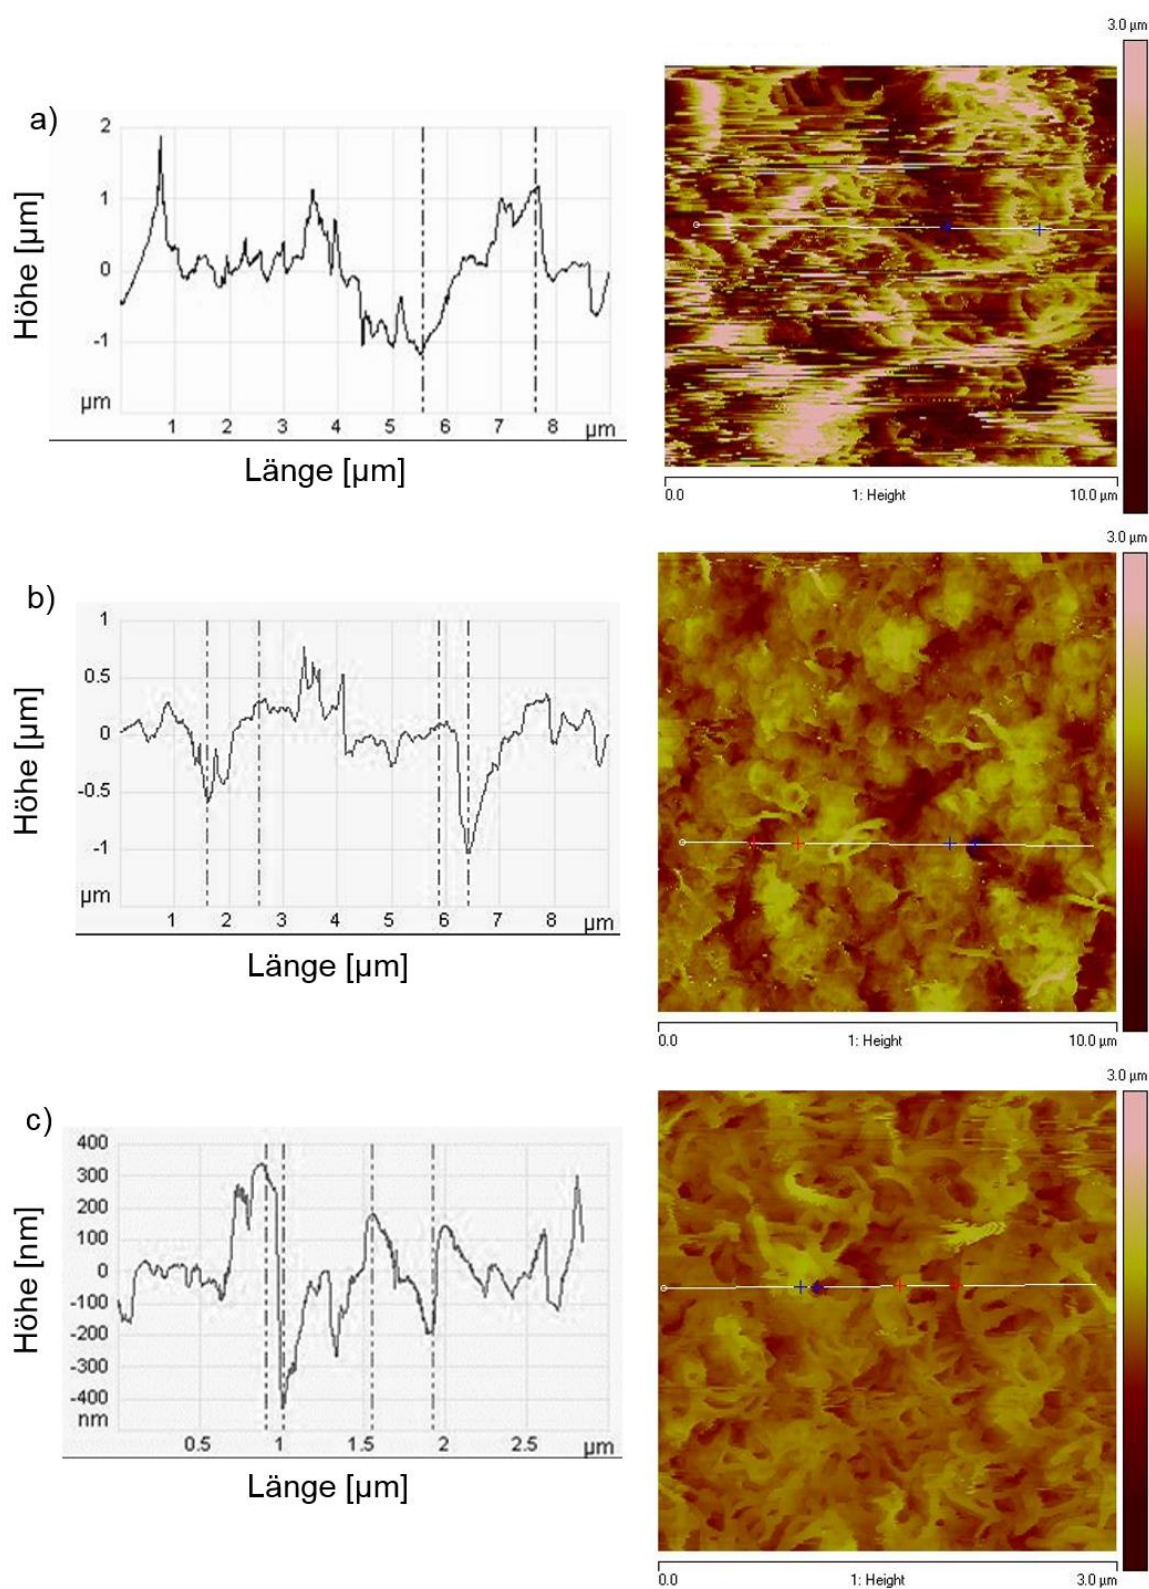 3.0 µm
a)
2
1
0
-1
µm
Höhe [µm]
1 2 3 4 5 6 7 8 µm
Länge [µm]
0.0 1: Height 10.0 µm
3.0 µm
b)
1
0.5
0
-0.5
-1
µm
Höhe [µm]
1 2 3 4 5 6 7 8 µm
Länge [µm]
0.0 1: Height 10.0 µm
3.0 µm
c)
400
300
200
100
0
-100
-200
-300
-400
nm
Höhe [nm]
0.5 1 1.5 2 2.5 µm
Länge [µm]
0.0 1: Height 3.0 µm